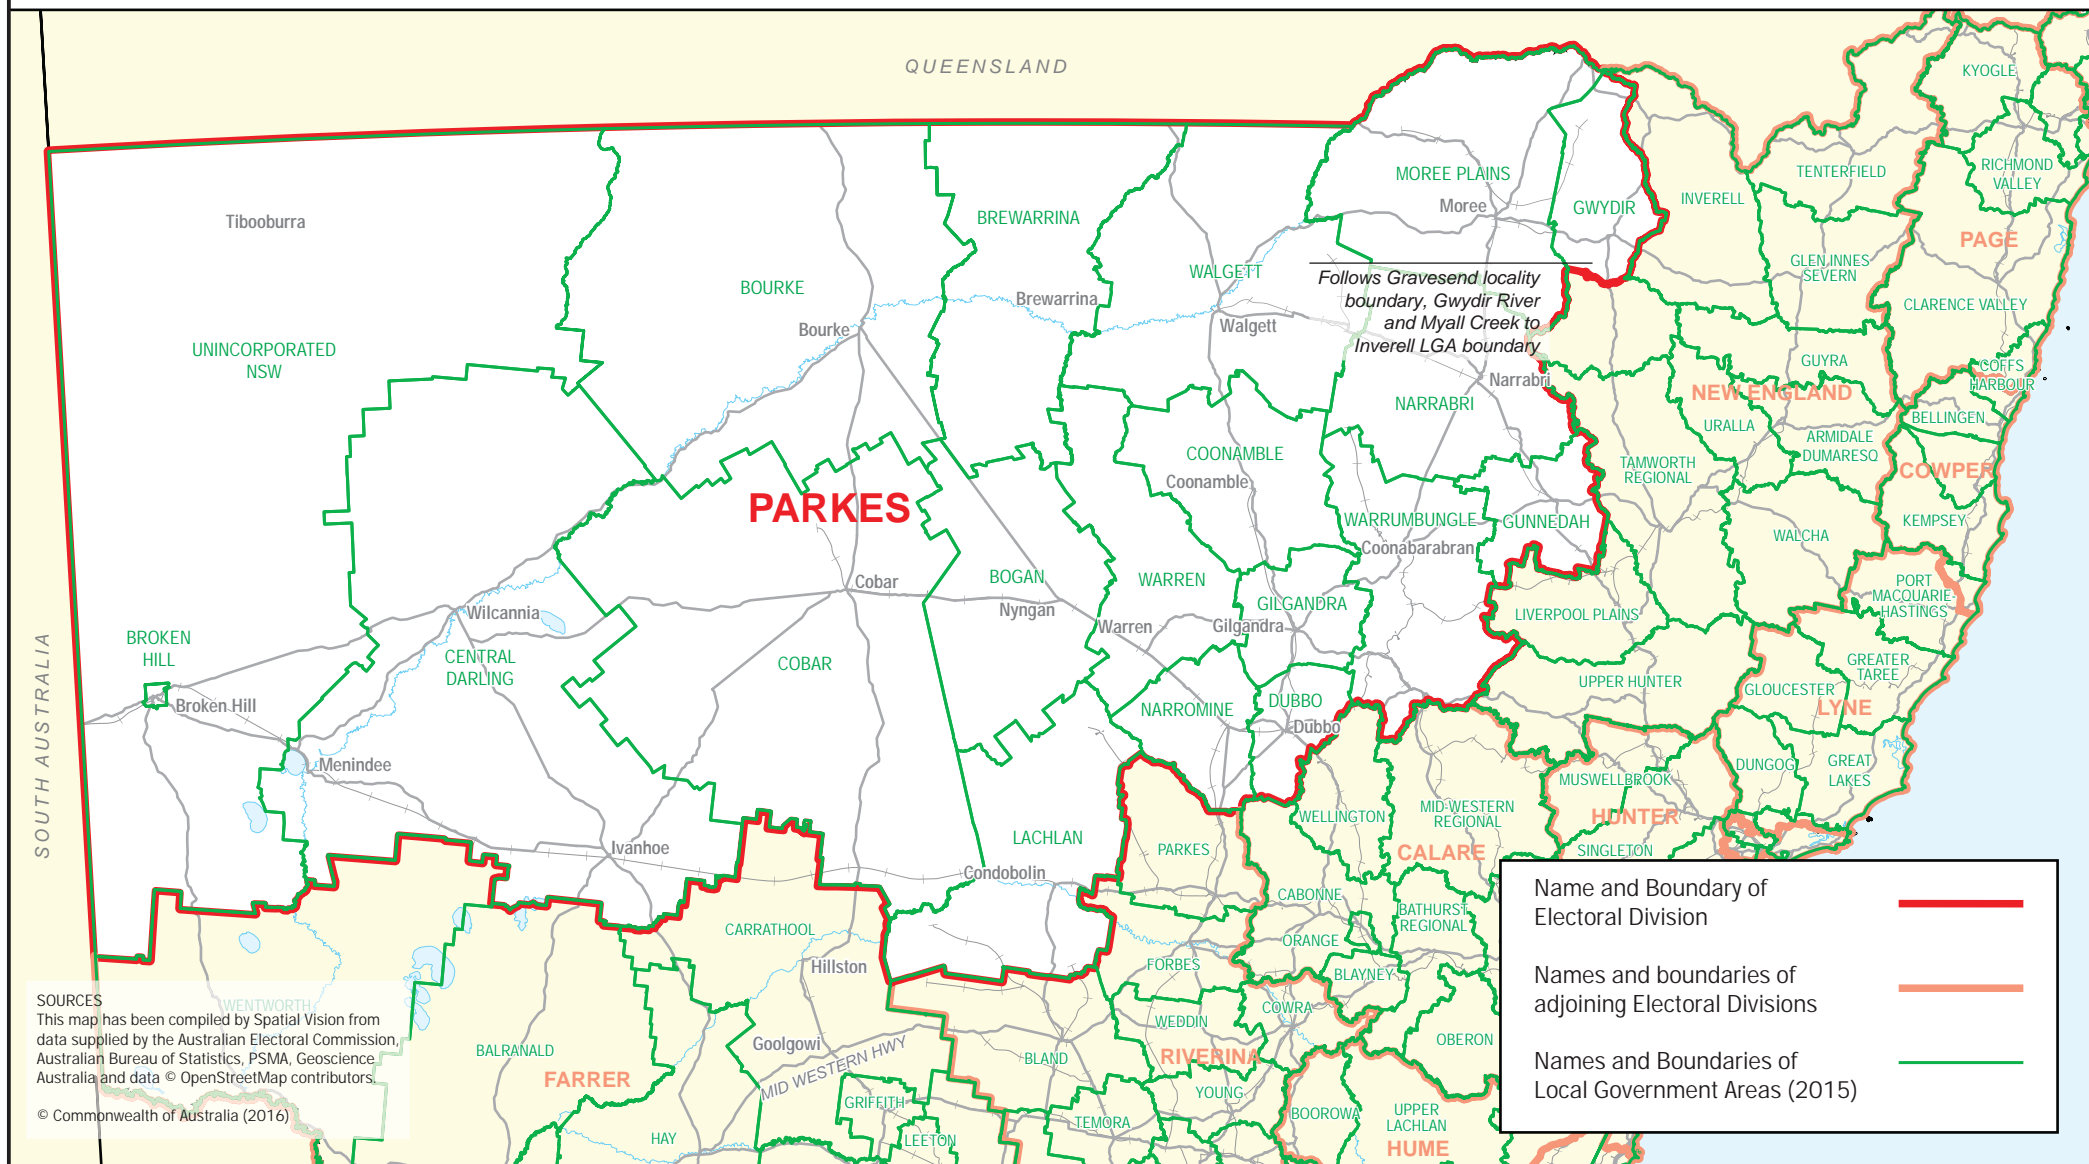 QUEENSLAND
KYOGLE
RICHMOND
VALLEY
TENTERFIELD
MOREE PLAINS
Moree
GWYDIR
INVERELL
Tibooburra
BREWARRINA
PAGE
GLEN INNES
SEVERN
WALGETT
Follows Gravesend locality
boundary, Gwydir River
and Myall Creek to
Inverell LGA boundary
BOURKE
Brewarrina
CLARENCE VALLEY
Bourke
Walgett
UNINCORPORATED
NSW
GUYRA
COFFS
HARBOUR
Narrabri
NEW ENGLAND
NARRABRI
BELLINGEN
URALLA
ARMIDALE
DUMARESQ
COONAMBLE
Coonamble
TAMWORTH
REGIONAL
COWPER
PARKES
WARRUMBUNGLE
GUNNEDAH
KEMPSEY
WALCHA
Coonabarabran
Cobar
BOGAN
Nyngan
WARREN
Warren
GILGANDRA
Gilgandra
PORT
MACQUARIE-
HASTINGS
LIVERPOOL PLAINS
Wilcannia
BROKEN
HILL
CENTRAL
DARLING
COBAR
GREATER
TAREE
UPPER HUNTER
GLOUCESTER
LYNE
Broken Hill
NARROMINE
DUBBO
Dubbo
SOUTH AUSTRALIA
Menindee
DUNGOG
GREAT
LAKES
MUSWELLBROOK
HUNTER
SINGLETON
WELLINGTON
MID-WESTERN
REGIONAL
CALARE
LACHLAN
Ivanhoe
PARKES
Condobolin
CABONNE
BATHURST
REGIONAL
CARRATHOOL
ORANGE
Hillston
FORBES
BLAYNEY
WENTWORTH
COWRA
WEDDIN
OBERON
BALRANALD
Goolgowi
MID WESTERN HWY
BLAND
RIVERINA
FARRER
YOUNG
GRIFFITH
BOOROWA
UPPER
LACHLAN
HUME
HAY
LEETON
TEMORA
SOURCES
This map has been compiled by Spatial Vision from
data supplied by the Australian Electoral Commission,
Australian Bureau of Statistics, PSMA, Geoscience
Australia and data © OpenStreetMap contributors.
© Commonwealth of Australia (2016)
Name and Boundary of
Electoral Division
Names and boundaries of
adjoining Electoral Divisions
Names and Boundaries of
Local Government Areas (2015)